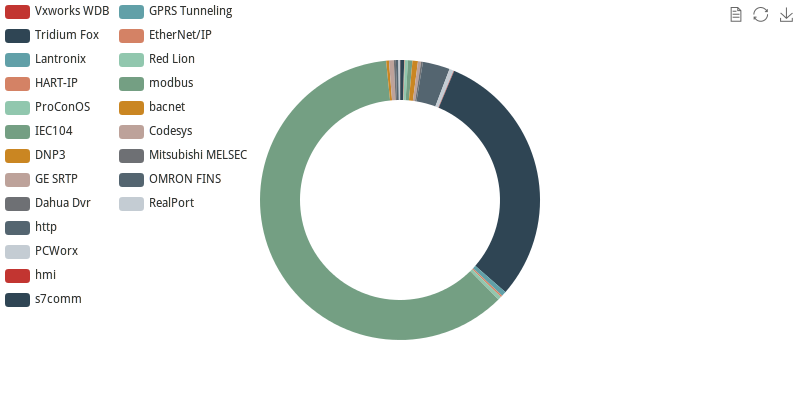 Vxworks WDB
Tridium Fox
Lantronix
HART-IP
ProConOS
IEC104
DNP3
GE SRTP
Dahua Dvr
http
PCWorx
hmi
s7comm
GPRS Tunneling
EtherNet/IP
Red Lion
modbus
bacnet
Codesys
Mitsubishi MELSEC
OMRON FINS
RealPort